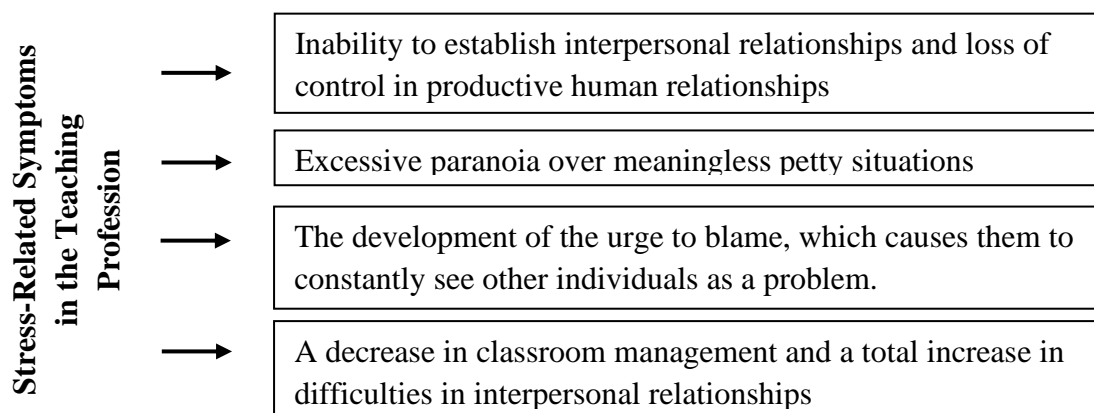 Stress-Related Symptoms
in the Teaching
Profession
Inability to establish interpersonal relationships and loss of
control in productive human relationships
Excessive paranoia over meaningless petty situations
The development of the urge to blame, which causes them to
constantly see other individuals as a problem.
A decrease in classroom management and a total increase in
difficulties in interpersonal relationships